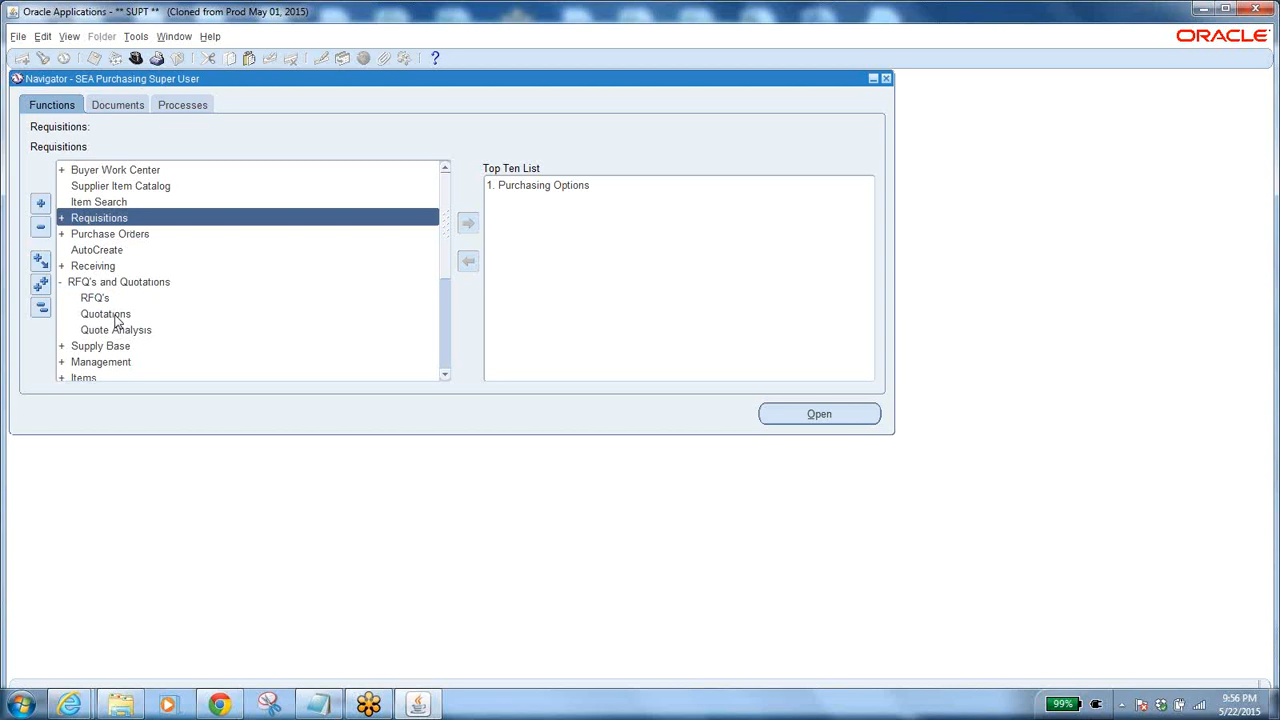 Oracle Applications - ** SUPT ** (Cloned from Prod May 01, 2015)
File Edit View Folder Tools Window Help
ORACLE
Navigator - SEA Purchasing Super User
Functions Documents Processes
Requisitions:
Requisitions
+ Buyer Work Center
Supplier Item Catalog
Item Search
+ Requisitions
+ Purchase Orders
AutoCreate
+ Receiving
- RFQ's and Quotations
RFQ's
Quotations
Quote Analysis
+ Supply Base
+ Management
+ Items
Top Ten List
1. Purchasing Options
Open
99%
9:56 PM
5/22/2015